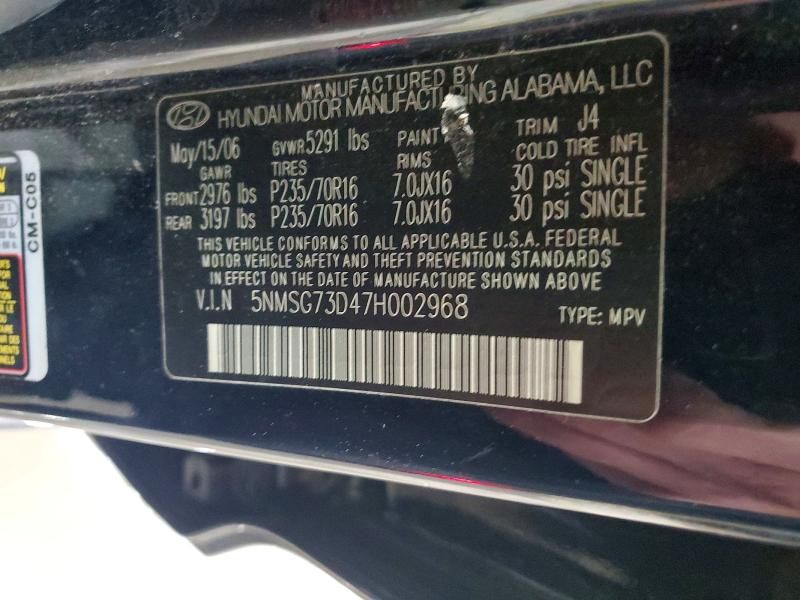 MANUFACTURED BY
HYUNDAI MOTOR MANUFACTURING ALABAMA, LLC
May/15/06 GVWR 5291 lbs PAINT TRIM J4
GAWR TIRES RIMS COLD TIRE INFL
FRONT 2976 lbs P235/70R16 7.0JX16 30 psi SINGLE
REAR 3197 lbs P235/70R16 7.0JX16 30 psi SINGLE
THIS VEHICLE CONFORMS TO ALL APPLICABLE U.S.A. FEDERAL
MOTOR VEHICLE SAFETY AND THEFT PREVENTION STANDARDS
IN EFFECT ON THE DATE OF MANUFACTURE SHOWN ABOVE
V.I.N 5NMSG73D47H002968 TYPE: MPV
CM-C05